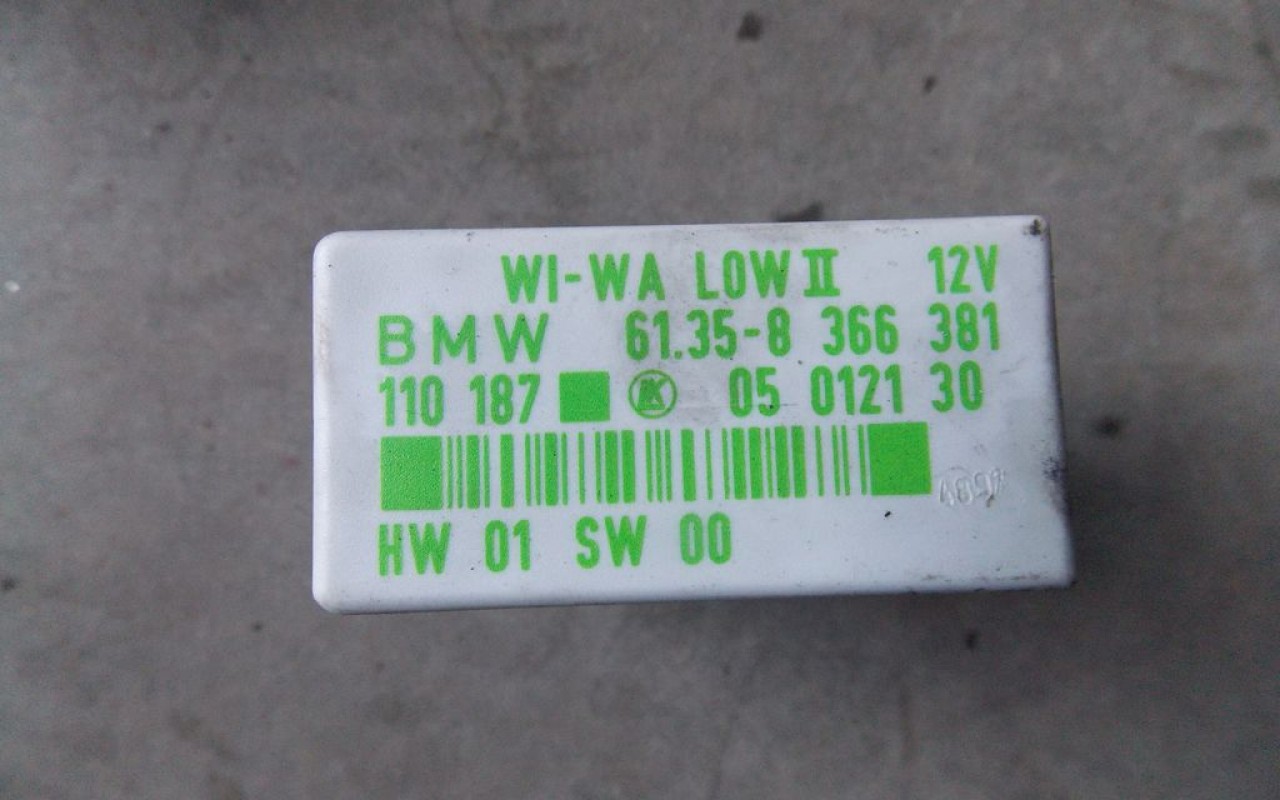 WI-WA LOW II 12V
BMW 61.35-8 366 381
110 187 05 0121 30
HW 01 SW 00